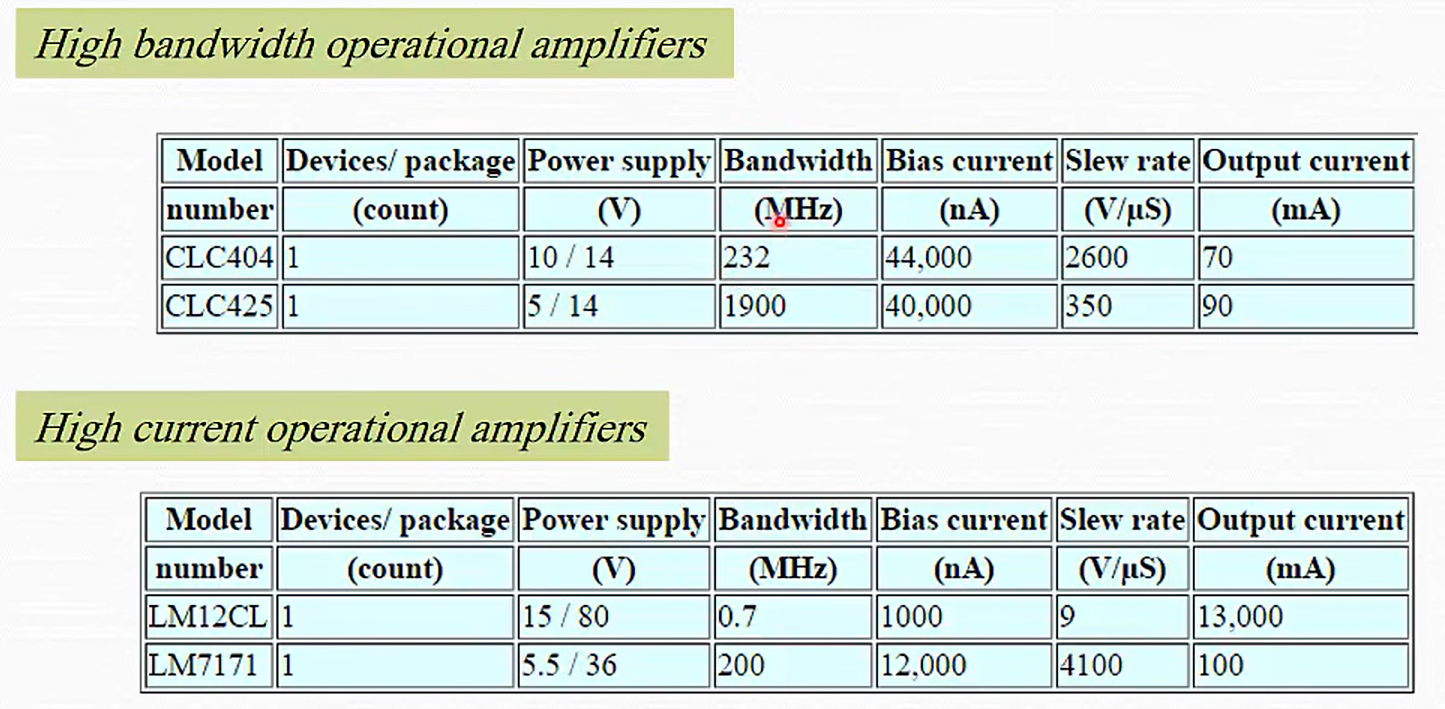 High bandwidth operational amplifiers
Model Devices/ package Power supply Bandwidth Bias current Slew rate Output current
number (count) (V) (MHz) (nA) (V/μS) (mA)
CLC404 1 10 / 14 232 44,000 2600 70
CLC425 1 5 / 14 1900 40,000 350 90
High current operational amplifiers
Model Devices/ package Power supply Bandwidth Bias current Slew rate Output current
number (count) (V) (MHz) (nA) (V/μS) (mA)
LM12CL 1 15 / 80 0.7 1000 9 13,000
LM7171 1 5.5 / 36 200 12,000 4100 100